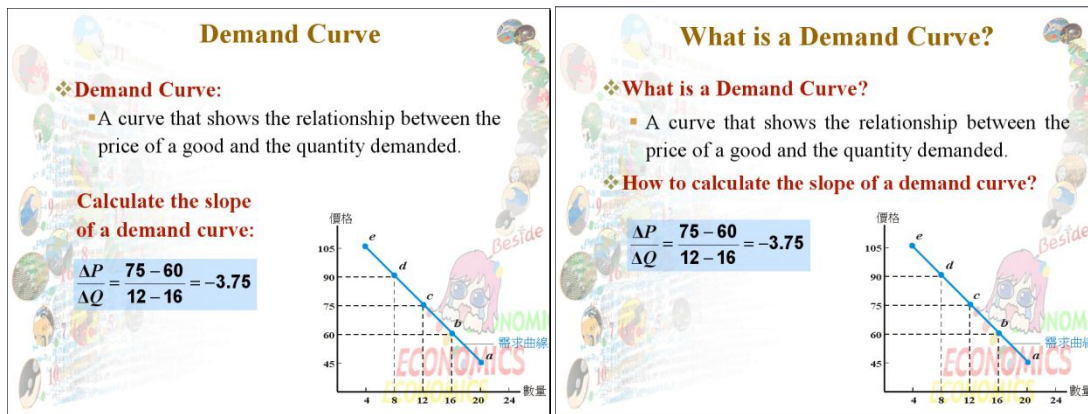 Demand Curve
❖Demand Curve:
▪A curve that shows the relationship between the
price of a good and the quantity demanded.
Calculate the slope
of a demand curve:
ΔP/ΔQ = (75 – 60)/(12 – 16) = –3.75
價格
105
90
75
60
45
e
d
c
b
a
需求曲線
4 8 12 16 20 24
數量
Beside
ECONOMICS
ECONOMICS
What is a Demand Curve?
❖What is a Demand Curve?
▪ A curve that shows the relationship between the
price of a good and the quantity demanded.
❖How to calculate the slope of a demand curve?
ΔP/ΔQ = (75 – 60)/(12 – 16) = –3.75
價格
105
90
75
60
45
e
d
c
b
a
需求曲線
4 8 12 16 20 24
數量
Beside
ECONOMICS
ECONOMICS